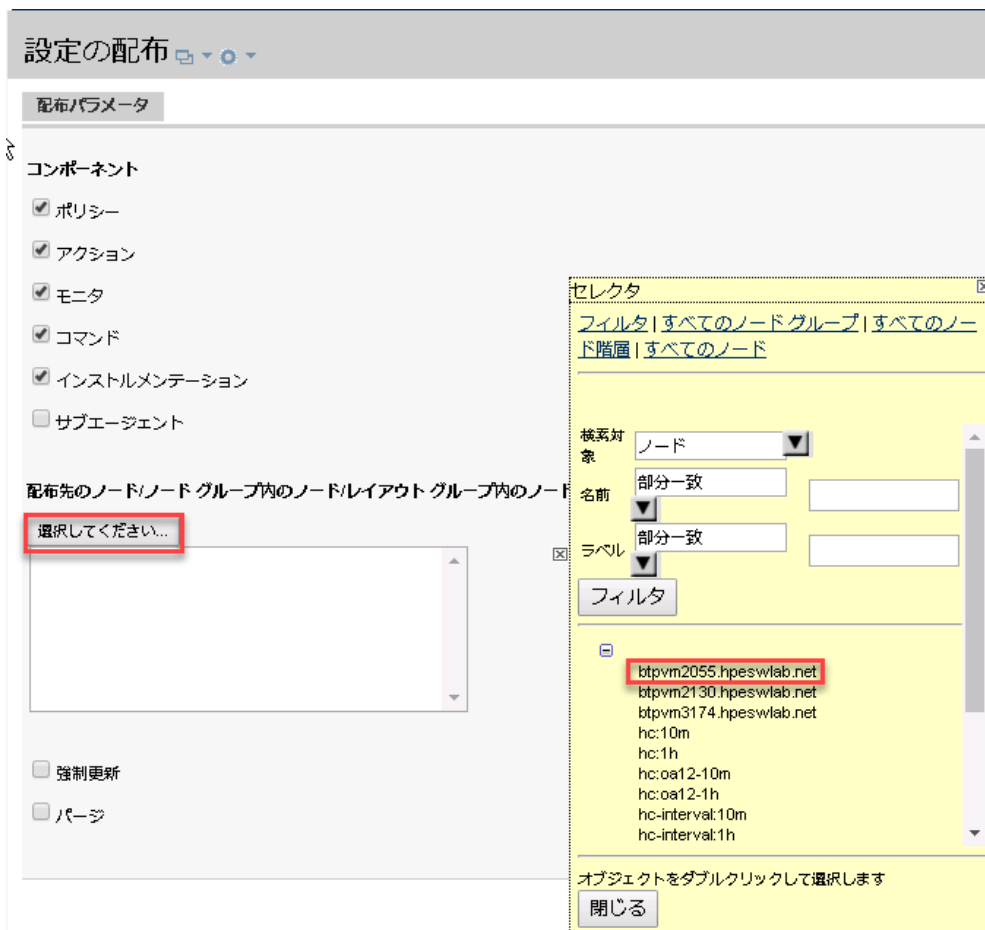 設定の配布
配布パラメータ
コンポーネント
ポリシー
アクション
モニタ
コマンド
インストルメンテーション
サブエージェント
配布先のノード/ノード グループ内のノード/レイアウト グループ内のノード
選択してください...
強制更新
パージ
セレクタ
フィルタ | すべてのノード グループ | すべてのノー
ド階層 | すべてのノード
検索対
象
ノード
名前
部分一致
ラベル
部分一致
フィルタ
btpvm2055.hpeswlab.net
btpvm2130.hpeswlab.net
btpvm3174.hpeswlab.net
hc:10m
hc:1h
hc:oa12-10m
hc:oa12-1h
hc-interval:10m
hc-interval:1h
オブジェクトをダブルクリックして選択します
閉じる